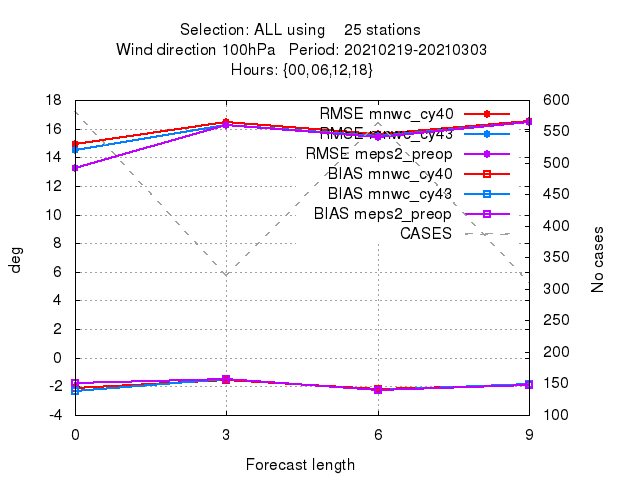 Selection: ALL using 25 stations
Wind direction 100hPa Period: 20210219-20210303
Hours: {00,06,12,18}
18
16
14
12
10
8
6
4
2
0
-2
-4
deg
600
550
500
450
400
350
300
250
200
150
100
No cases
RMSE mnwc_cy40
RMSE mnwc_cy43
RMSE meps2_preop
BIAS mnwc_cy40
BIAS mnwc_cy43
BIAS meps2_preop
CASES
0 3 6 9
Forecast length